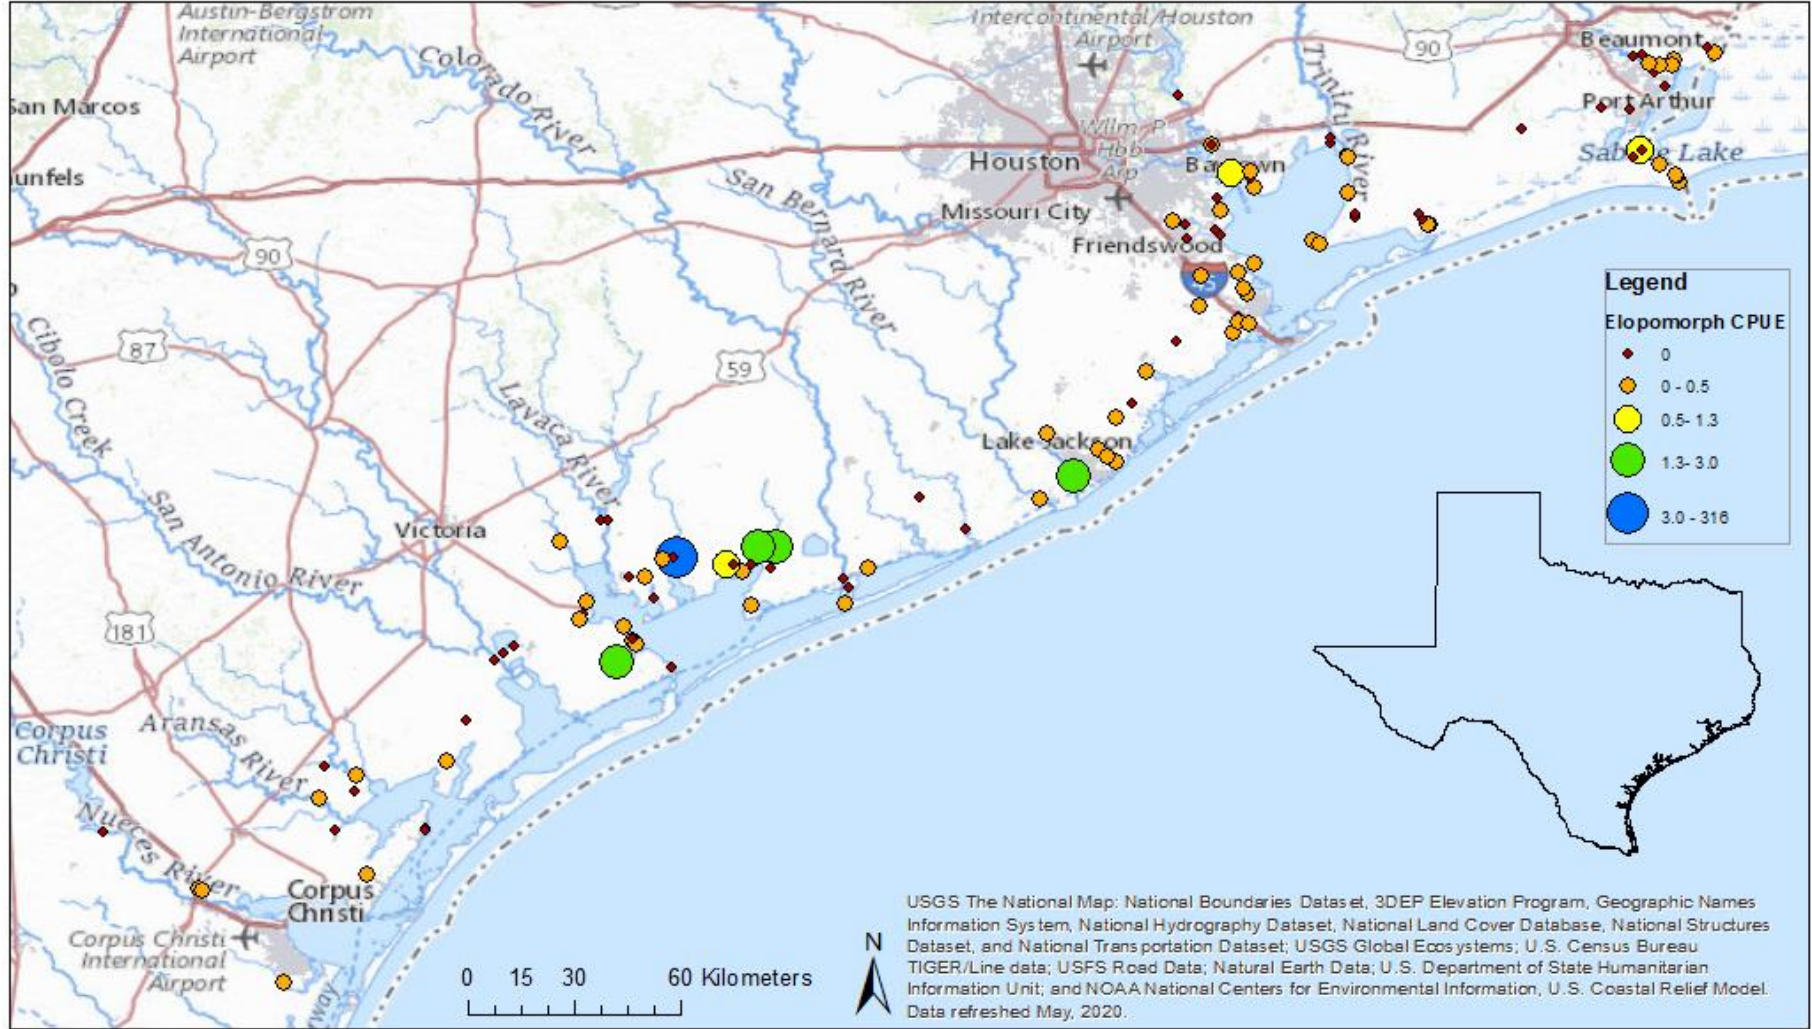 Austin-Bergstrom
International
Airport
Intercontinental/Houston
Airport
90
Beaumont
Colorado River
Trinity River
San Marcos
Port Arthur
Wllm P
Hbb
Arp
Houston
Sabine Lake
unfels
San Bernard River
Missouri City
Friendswood
90
45
Legend
Elopomorph CPUE
0
0 - 0.5
0.5- 1.3
1.3- 3.0
3.0 - 316
Cibolo Creek
87
59
Lavaca River
Lake Jackson
San Antonio River
Victoria
181
Corpus
Christi
Aransas River
Nueces River
Corpus
Christi
Corpus Christi
International
Airport
0 15 30 60 Kilometers
N
USGS The National Map: National Boundaries Dataset, 3DEP Elevation Program, Geographic Names
Information System, National Hydrography Dataset, National Land Cover Database, National Structures
Dataset, and National Transportation Dataset; USGS Global Ecosystems; U.S. Census Bureau
TIGER/Line data; USFS Road Data; Natural Earth Data; U.S. Department of State Humanitarian
Information Unit; and NOAA National Centers for Environmental Information, U.S. Coastal Relief Model.
Data refreshed May, 2020.